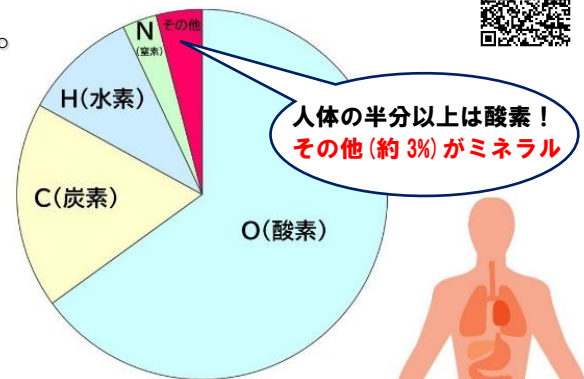 。
N
(窒素)
その他
H(水素)
C(炭素)
O(酸素)
人体の半分以上は酸素！
その他(約 3%)がミネラル